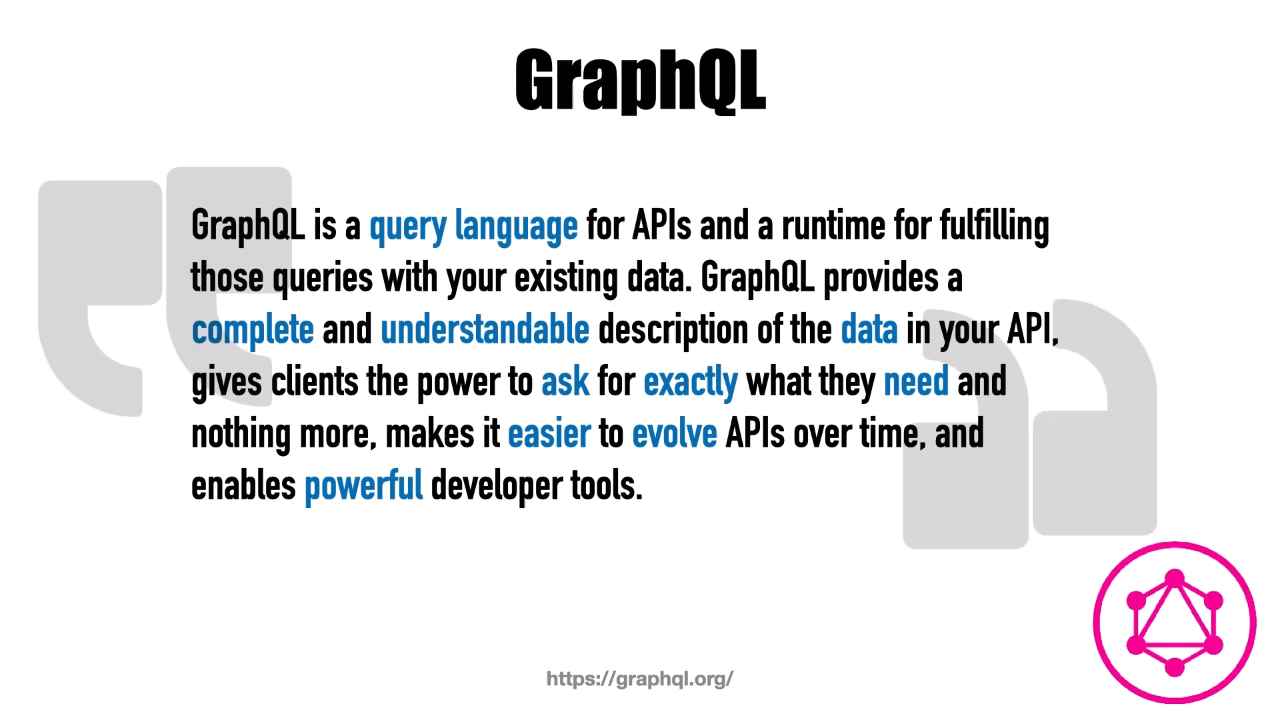 GraphQL
GraphQL is a query language for APIs and a runtime for fulfilling
those queries with your existing data. GraphQL provides a
complete and understandable description of the data in your API,
gives clients the power to ask for exactly what they need and
nothing more, makes it easier to evolve APIs over time, and
enables powerful developer tools.
https://graphql.org/